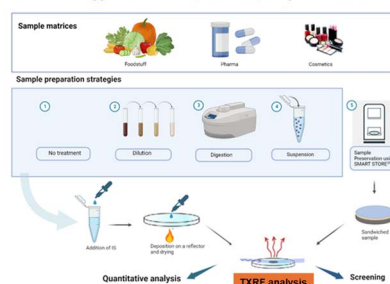 Sample matrices
Foodstuff
Pharma
Cosmetics
Sample preparation strategies
1
2
3
4
5
No treatment
Dilution
Digestion
Suspension
Sample
Preservation
SMART STORE
Addition of IS
Deposition on a reflector
and drying
Sandwiched
sample
Quantitative analysis
TXRF analysis
Screening